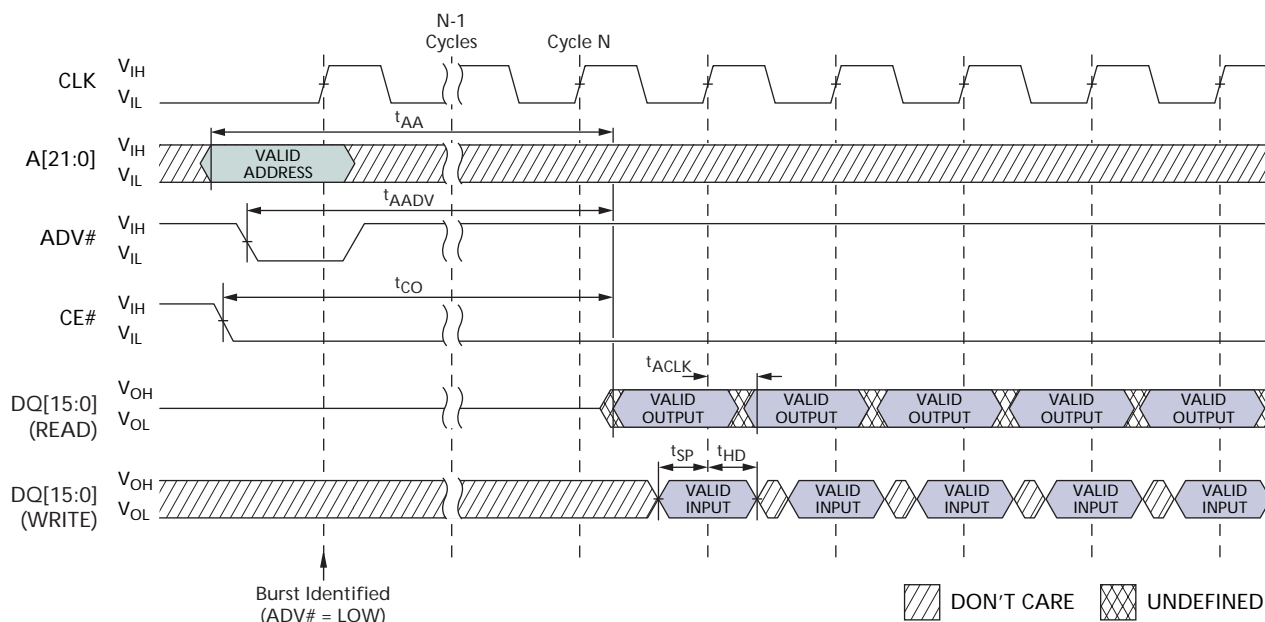 N-1
Cycles
Cycle N
CLK
VIH
VIL
tAA
A[21:0]
VIH
VIL
VALID
ADDRESS
tAADV
ADV#
VIH
VIL
tCO
CE#
VIH
VIL
tACLK
DQ[15:0]
(READ)
VOH
VOL
VALID
OUTPUT
VALID
OUTPUT
VALID
OUTPUT
VALID
OUTPUT
VALID
OUTPUT
tSP
tHD
DQ[15:0]
(WRITE)
VOH
VOL
VALID
INPUT
VALID
INPUT
VALID
INPUT
VALID
INPUT
VALID
INPUT
Burst Identified
(ADV# = LOW)
DON'T CARE
UNDEFINED